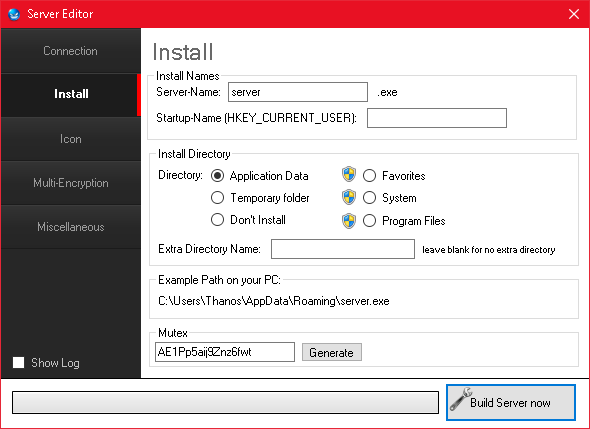 Server Editor
Connection
Install
Icon
Multi-Encryption
Miscellaneous
Show Log
Install
Install Names
Server-Name: server .exe
Startup-Name (HKEY_CURRENT_USER):
Install Directory
Directory: Application Data Favorites
Temporary folder System
Don't Install Program Files
Extra Directory Name: leave blank for no extra directory
Example Path on your PC:
C:\Users\Thanos\AppData\Roaming\server.exe
Mutex
AE1Pp5aij9Znz6fwt Generate
Build Server now